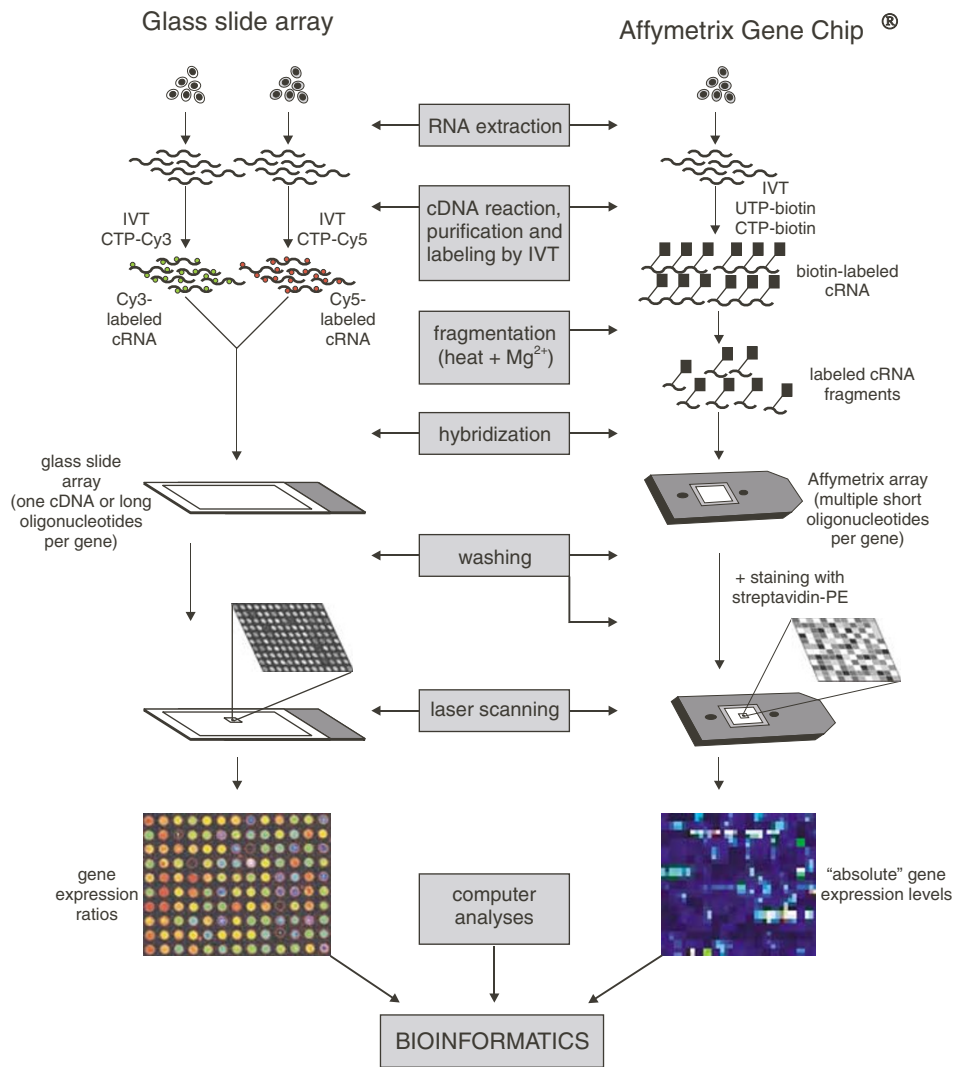 Glass slide array
Affymetrix Gene Chip ®
RNA extraction
IVT
CTP-Cy3
IVT
CTP-Cy5
cDNA reaction,
purification and
labeling by IVT
IVT
UTP-biotin
CTP-biotin
Cy3-
labeled
cRNA
Cy5-
labeled
cRNA
biotin-labeled
cRNA
fragmentation
(heat + Mg²⁺)
labeled cRNA
fragments
hybridization
glass slide
array
(one cDNA or long
oligonucleotides
per gene)
Affymetrix array
(multiple short
oligonucleotides
per gene)
washing
+ staining with
streptavidin-PE
laser scanning
gene
expression
ratios
computer
analyses
“absolute” gene
expression levels
BIOINFORMATICS